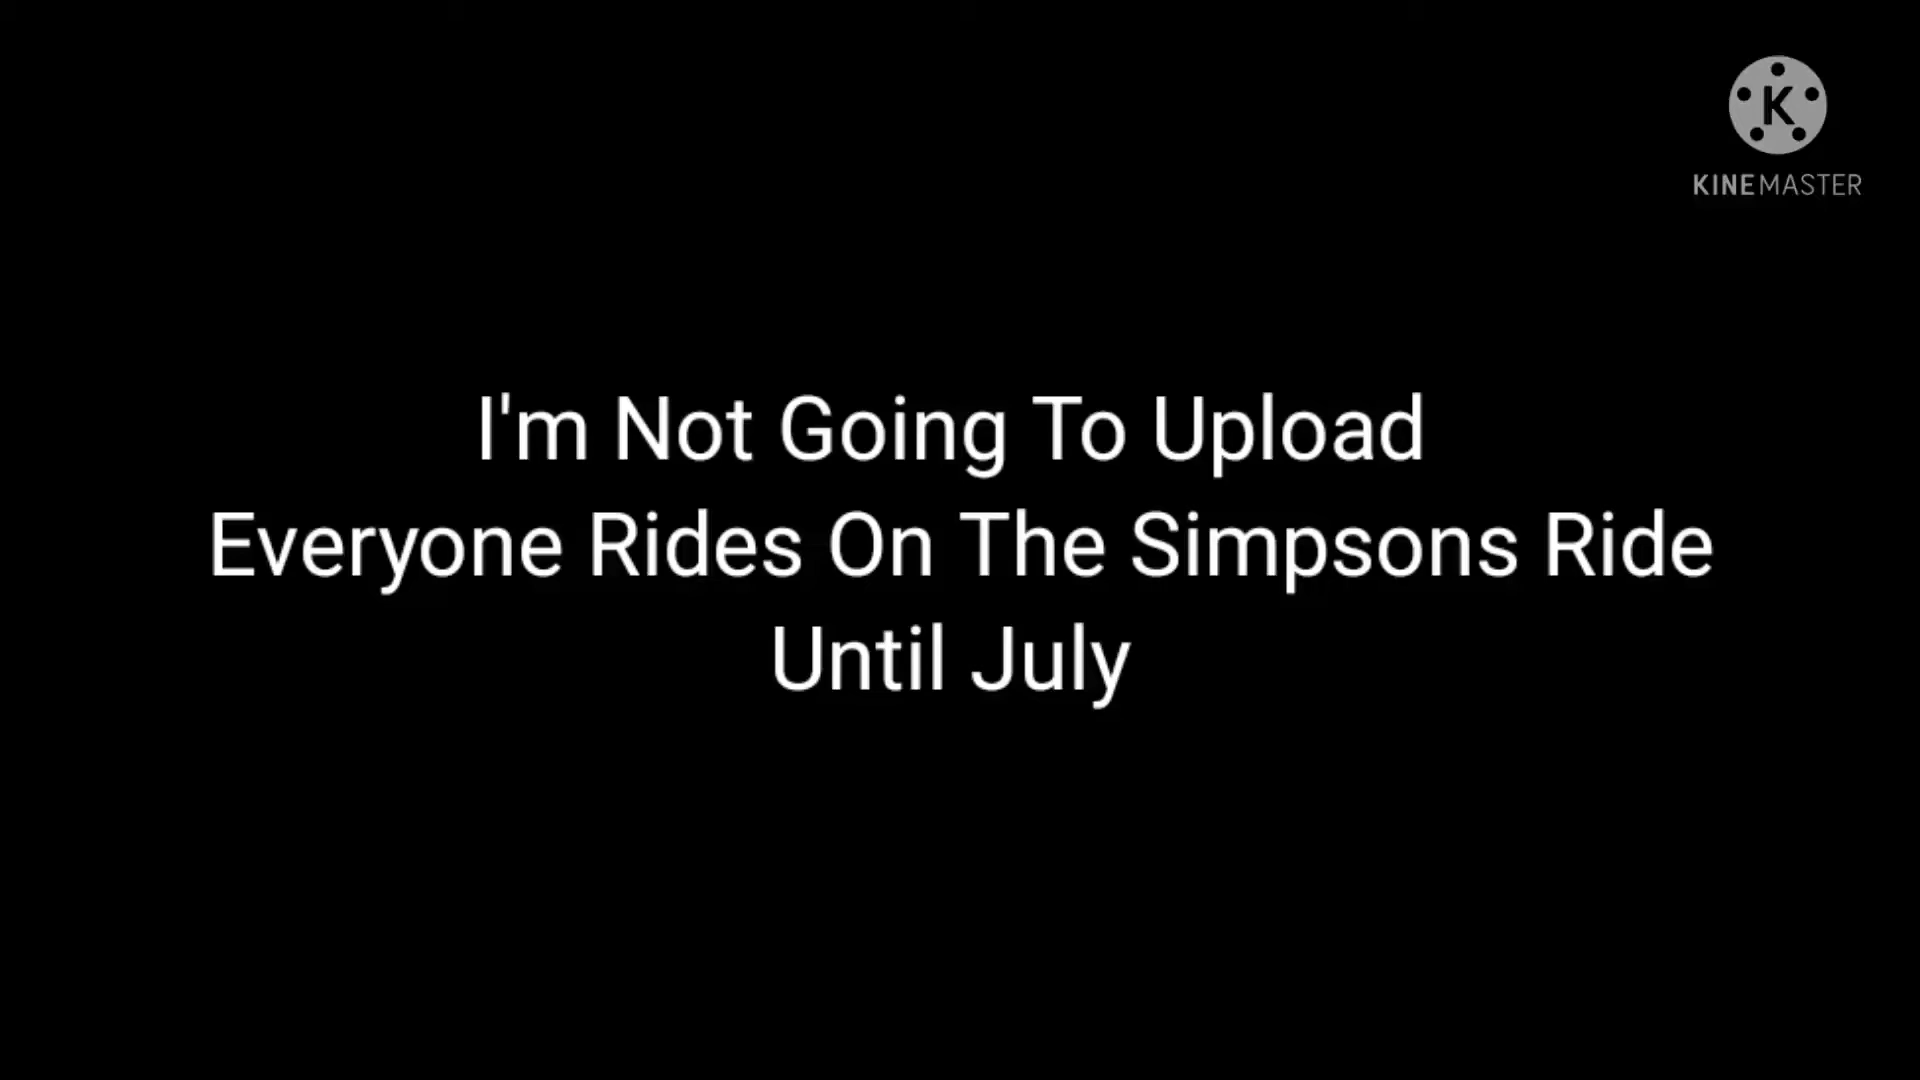 K
KINEMASTER
I'm Not Going To Upload
Everyone Rides On The Simpsons Ride
Until July